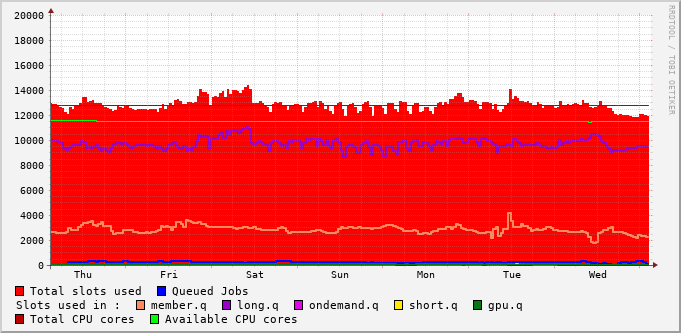 20000
18000
16000
14000
12000
10000
8000
6000
4000
2000
0
Thu Fri Sat Sun Mon Tue Wed
Total slots used Queued Jobs
Slots used in : member.q long.q ondemand.q short.q gpu.q
Total CPU cores Available CPU cores
RRDTOOL / TOBI OETIKER